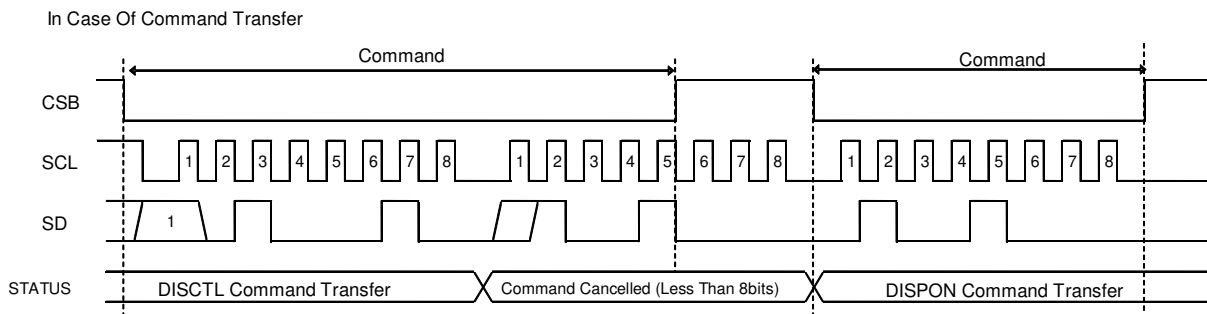 In Case Of Command Transfer
Command Command
CSB
SCL 1 2 3 4 5 6 7 8 1 2 3 4 5 6 7 8 1 2 3 4 5 6 7 8
SD 1
STATUS DISCTL Command Transfer Command Cancelled (Less Than 8bits) DISPON Command Transfer